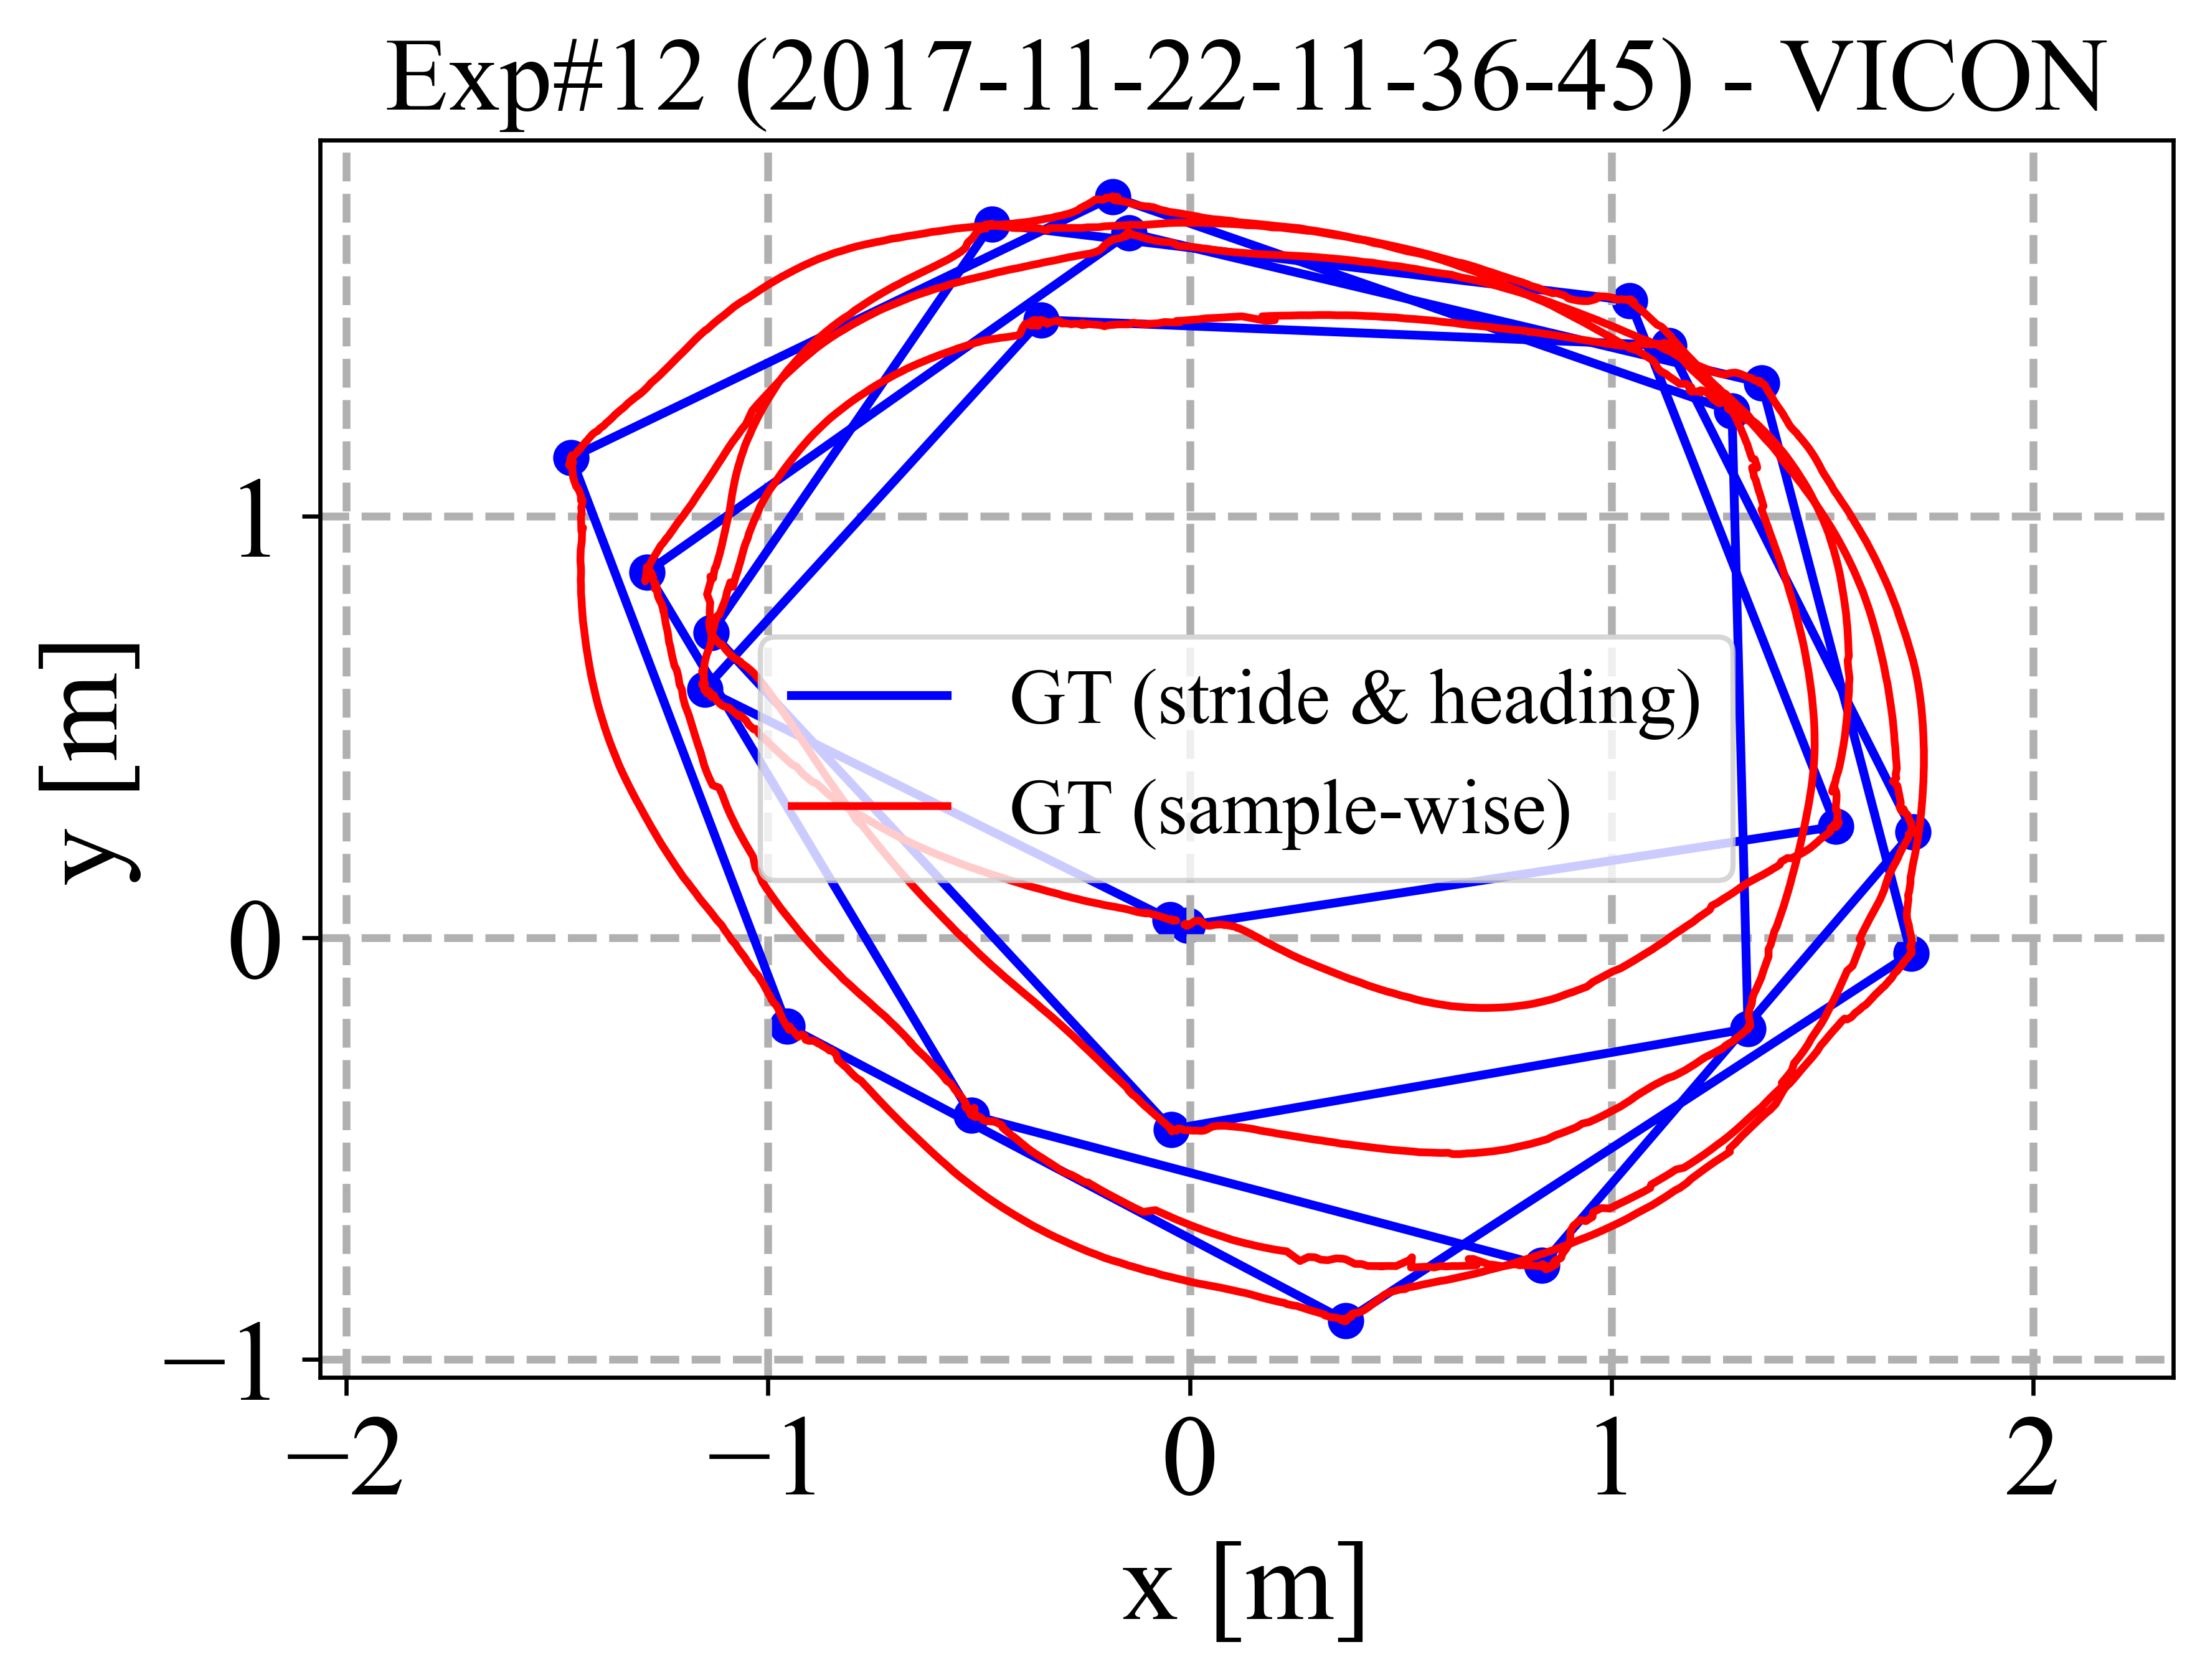 Exp#12 (2017-11-22-11-36-45) - VICON
y [m]
1
0
−1
GT (stride & heading)
GT (sample-wise)
−2 −1 0 1 2
x [m]